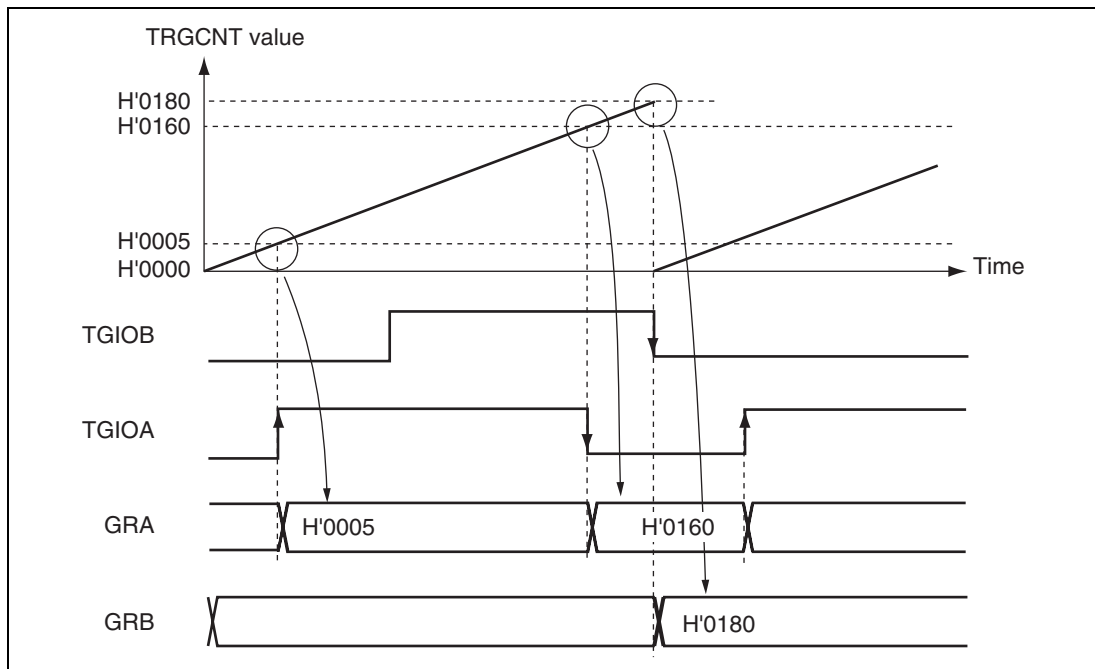 TRGCNT value
H'0180
H'0160
H'0005
H'0000
Time
TGIOB
TGIOA
GRA
H'0005
H'0160
GRB
H'0180